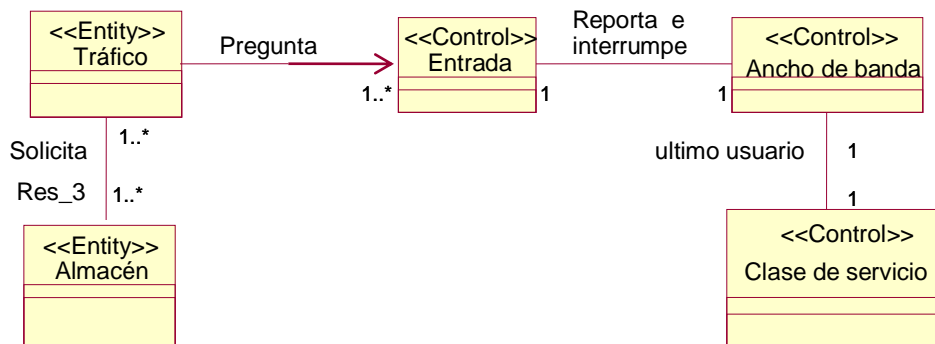 <<Entity>>
Tráfico
Pregunta
<<Control>>
Entrada
Reporta e
interrumpe
<<Control>>
Ancho de banda
1..*
1
1
1..*
Solicita
Res_3
1..*
ultimo usuario
1
1
<<Entity>>
Almacén
<<Control>>
Clase de servicio